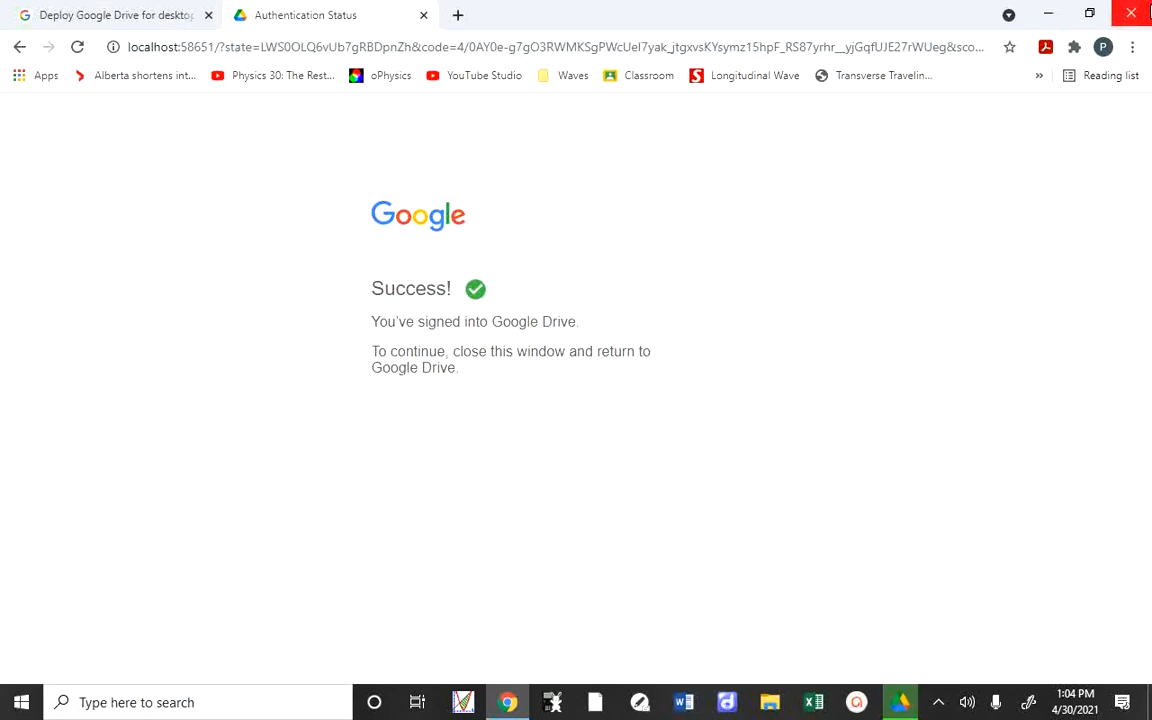 Deploy Google Drive for desktop
Authentication Status
localhost:58651/?state=LWS0OLQ6vUb7gRBDpnZh&code=4/0AY0e-g7gO3RWMKSgPWcUeI7yak_jtgxvsKYsymz15hpF_RS87yrhr__yjGqfUJE27rWUeg&sco...
Apps
Alberta shortens int...
Physics 30: The Rest...
oPhysics
YouTube Studio
Waves
Classroom
Longitudinal Wave
Transverse Travelin...
»
Reading list
P
Google
Success!
You've signed into Google Drive.
To continue, close this window and return to
Google Drive.
Type here to search
1:04 PM
4/30/2021